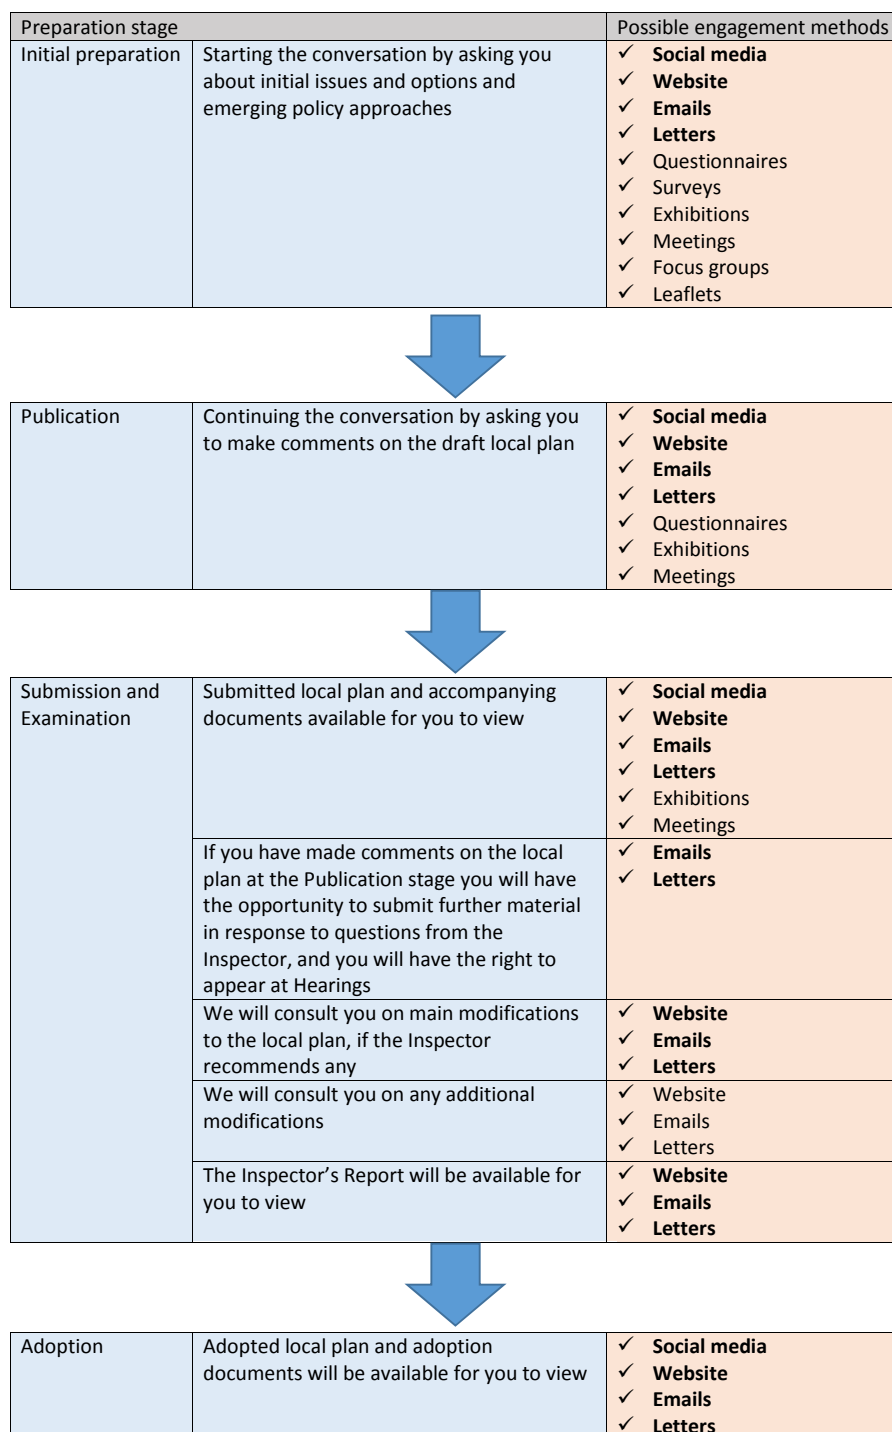 Preparation stage
Possible engagement methods
Initial preparation
Starting the conversation by asking you
about initial issues and options and
emerging policy approaches
✓ Social media
✓ Website
✓ Emails
✓ Letters
✓ Questionnaires
✓ Surveys
✓ Exhibitions
✓ Meetings
✓ Focus groups
✓ Leaflets
Publication
Continuing the conversation by asking you
to make comments on the draft local plan
✓ Social media
✓ Website
✓ Emails
✓ Letters
✓ Questionnaires
✓ Exhibitions
✓ Meetings
Submission and
Examination
Submitted local plan and accompanying
documents available for you to view
✓ Social media
✓ Website
✓ Emails
✓ Letters
✓ Exhibitions
✓ Meetings
If you have made comments on the local
plan at the Publication stage you will have
the opportunity to submit further material
in response to questions from the
Inspector, and you will have the right to
appear at Hearings
✓ Emails
✓ Letters
We will consult you on main modifications
to the local plan, if the Inspector
recommends any
✓ Website
✓ Emails
✓ Letters
We will consult you on any additional
modifications
✓ Website
✓ Emails
✓ Letters
The Inspector’s Report will be available for
you to view
✓ Website
✓ Emails
✓ Letters
Adoption
Adopted local plan and adoption
documents will be available for you to view
✓ Social media
✓ Website
✓ Emails
✓ Letters